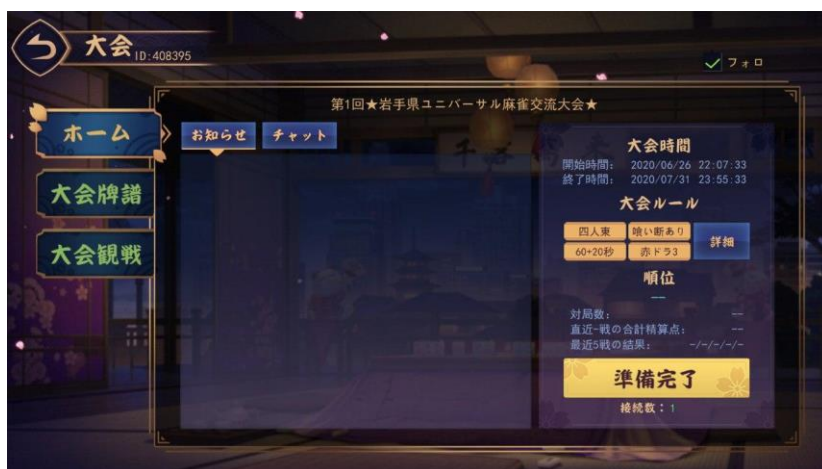 大会 ID:408395
フォロ
第1回★岩手県ユニバーサル麻雀交流大会★
ホーム
大会牌譜
大会観戦
お知らせ チャット
大会時間
開始時間: 2020/06/26 22:07:33
終了時間: 2020/07/31 23:55:33
大会ルール
四人東 喰い断あり
60+20秒 赤ドラ3
詳細
順位
--
対局数: --
直近-戦の合計精算点: --
最近5戦の結果: -/-/-/-/-
準備完了
接続数:1